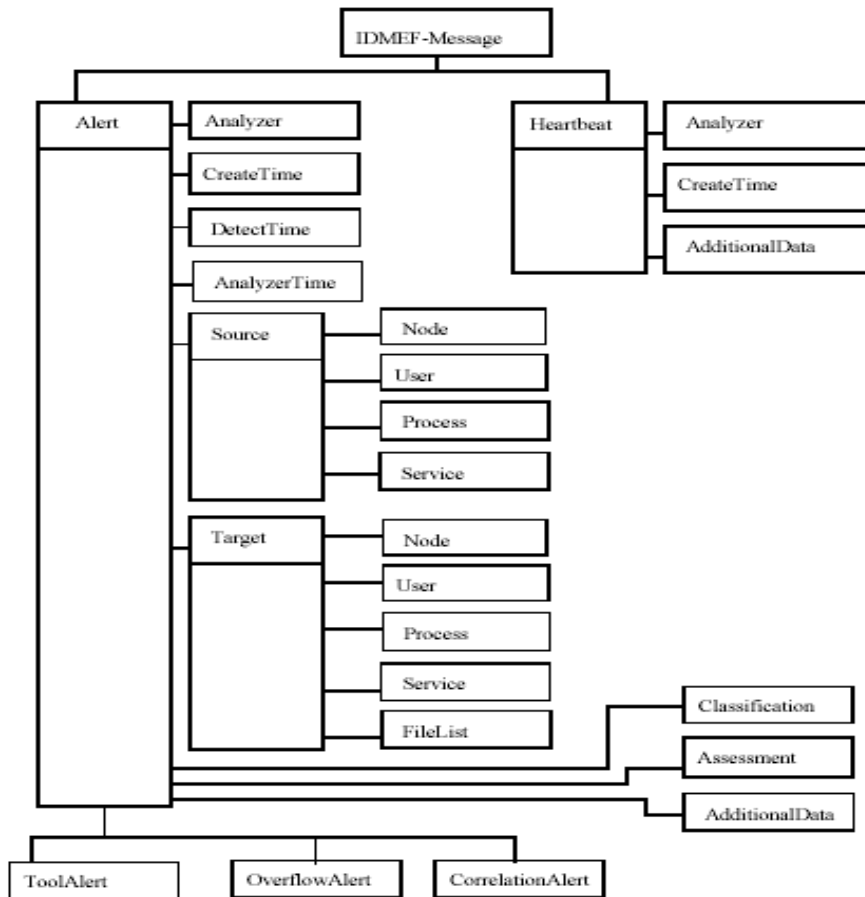 IDMEF-Message
Alert
Analyzer
CreateTime
DetectTime
AnalyzerTime
Source
Node
User
Process
Service
Target
Node
User
Process
Service
FileList
Heartbeat
Analyzer
CreateTime
AdditionalData
Classification
Assessment
AdditionalData
ToolAlert
OverflowAlert
CorrelationAlert